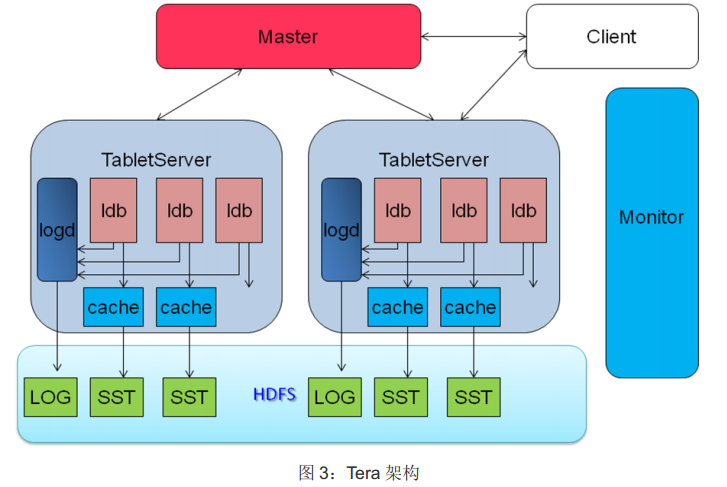 Master
Client
TabletServer
TabletServer
Monitor
logd
ldb
ldb
ldb
logd
ldb
ldb
ldb
cache
cache
cache
cache
LOG
SST
SST
HDFS
LOG
SST
SST
图 3：Tera 架构